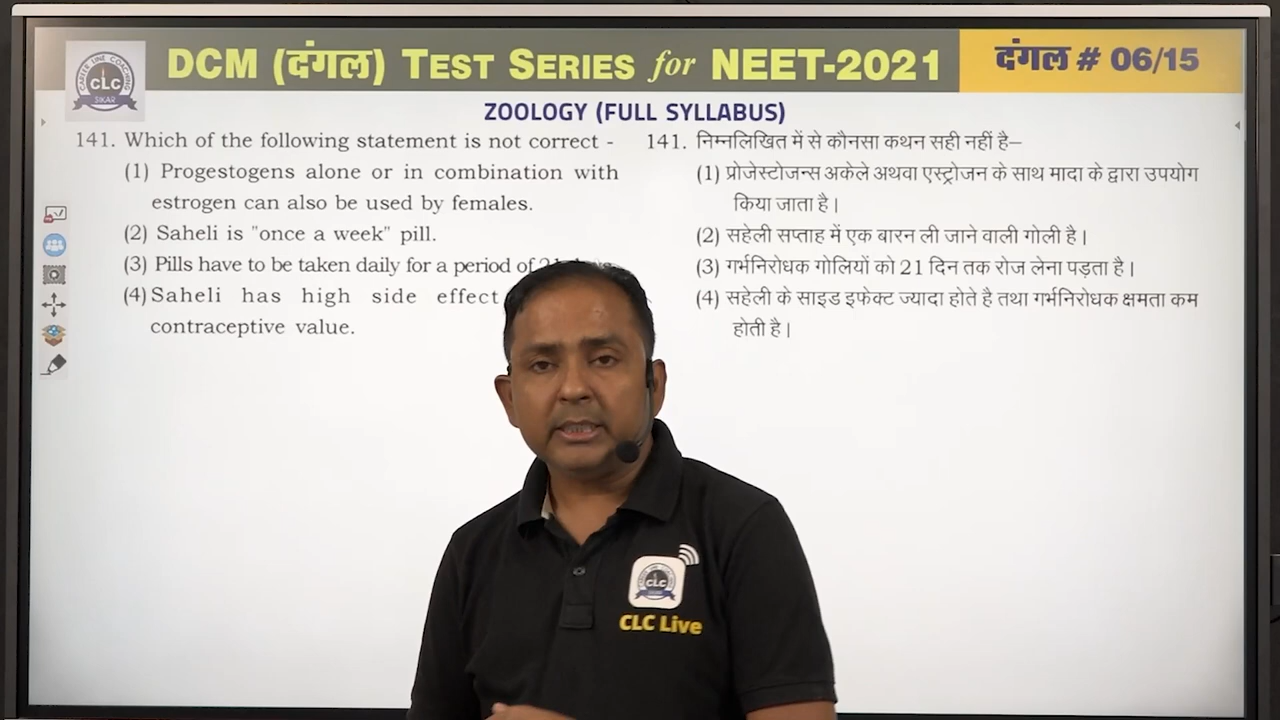 DCM (दंगल) TEST SERIES for NEET-2021
दंगल # 06/15
CAREER LINE COACHING
CLC
SIKAR
ZOOLOGY (FULL SYLLABUS)
141. Which of the following statement is not correct -
(1) Progestogens alone or in combination with
estrogen can also be used by females.
(2) Saheli is "once a week" pill.
(3) Pills have to be taken daily for a period of
(4) Saheli has high side effect
contraceptive value.
141. निम्नलिखित में से कौनसा कथन सही नहीं है–
(1) प्रोजेस्टोजन्स अकेले अथवा एस्ट्रोजन के साथ मादा के द्वारा उपयोग
किया जाता है।
(2) सहेली सप्ताह में एक बारन ली जाने वाली गोली है।
(3) गर्भनिरोधक गोलियों को 21 दिन तक रोज लेना पड़ता है।
(4) सहेली के साइड इफेक्ट ज्यादा होते है तथा गर्भनिरोधक क्षमता कम
होती है।
CLC
CLC Live